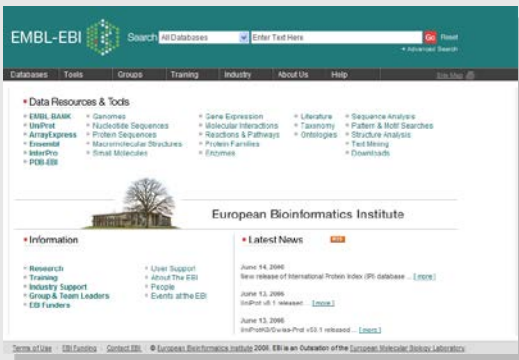 EMBL-EBI Search All Databases Enter Text Here Go Reset
Advanced Search
Databases Tools Groups Training Industry About Us Help Site Map
Data Resources & Tools
EMBL-BANK Genomes Gene Expression Literature Sequence Analysis
UniProt Nucleotide Sequences Molecular Interactions Taxonomy Pattern & Motif Searches
ArrayExpress Protein Sequences Reactions & Pathways Ontologies Structure Analysis
Ensembl Macromolecular Structures Protein Families Text Mining
InterPro Small Molecules Enzymes Downloads
PDB-EBI
European Bioinformatics Institute
Information Latest News
Research User Support June 14, 2006
Training About The EBI New release of International Protein Index (IPI) database ... [more]
Industry Support People
Group & Team Leaders Events at the EBI June 13, 2006
EBI Funders UniProt v8.1 released... [more]
June 13, 2006
UniProtKB/Swiss-Prot v50.1 released... [more]
Terms of Use EBI Funding Contact EBI © European Bioinformatics Institute 2006. EBI is an Outstation of the European Molecular Biology Laboratory.